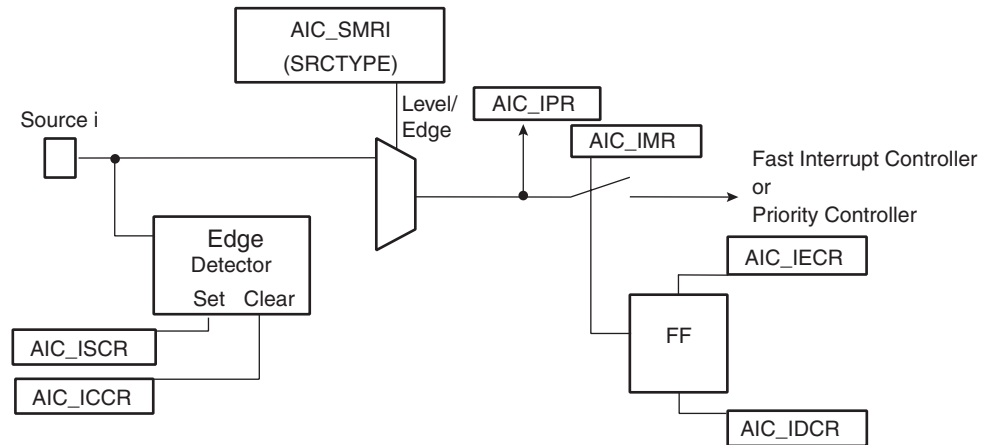 AIC_SMRI
(SRCTYPE)
Source i
Level/
Edge
AIC_IPR
AIC_IMR
Fast Interrupt Controller
or
Priority Controller
Edge
Detector
Set Clear
AIC_IECR
FF
AIC_ISCR
AIC_ICCR
AIC_IDCR